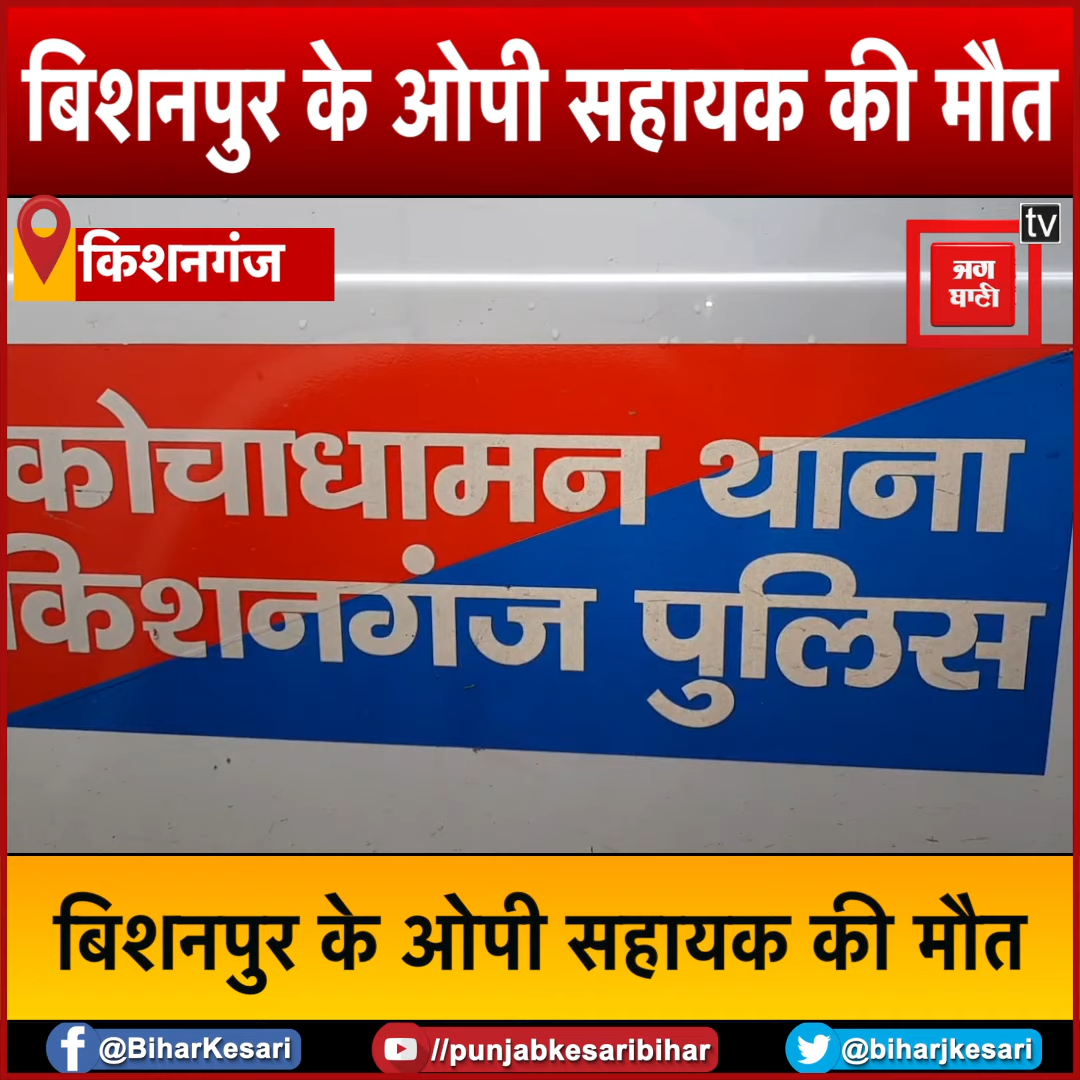 बिशनपुर के ओपी सहायक की मौत
किशनगंज
tv
कोचाधामन थाना
किशनगंज पुलिस
बिशनपुर के ओपी सहायक की मौत
@BiharKesari
//punjabkesaribihar
@biharjkesari